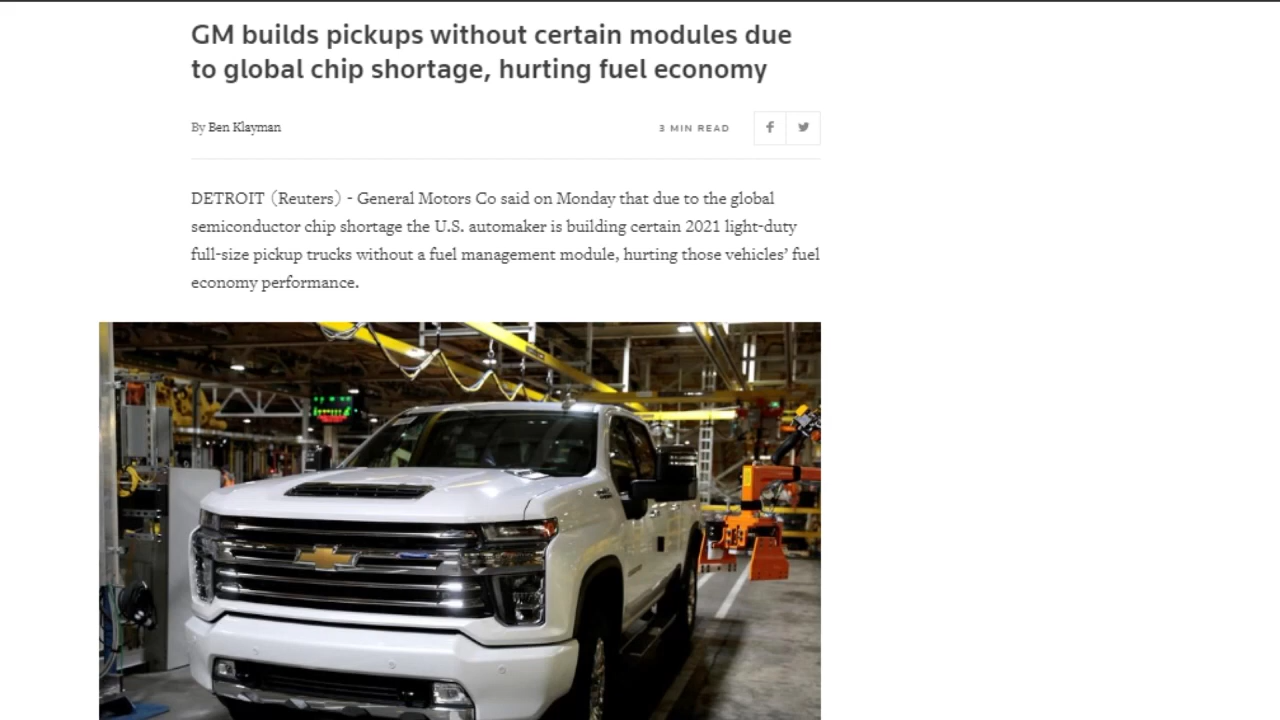 GM builds pickups without certain modules due
to global chip shortage, hurting fuel economy
By Ben Klayman
3 MIN READ
DETROIT (Reuters) - General Motors Co said on Monday that due to the global
semiconductor chip shortage the U.S. automaker is building certain 2021 light-duty
full-size pickup trucks without a fuel management module, hurting those vehicles’ fuel
economy performance.